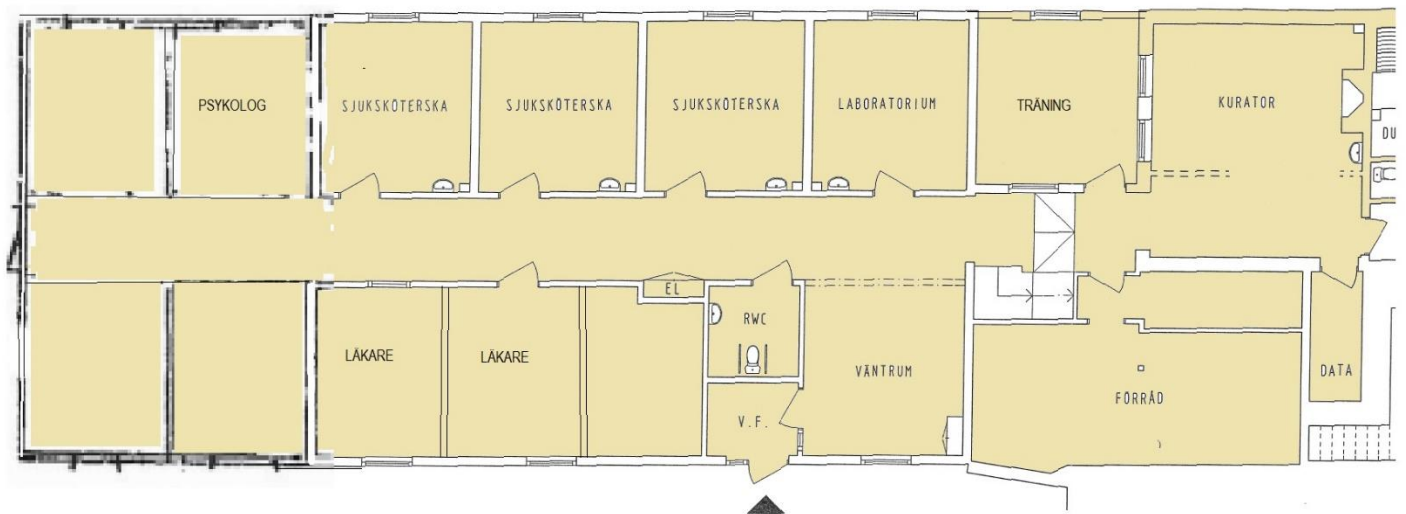 PSYKOLOG
SJUKSKÖTERSKA
SJUKSKÖTERSKA
SJUKSKÖTERSKA
LABORATORIUM
TRÄNING
KURATOR
DU
EL
RWC
LÄKARE
LÄKARE
VÄNTRUM
DATA
FÖRRÅD
V.F.